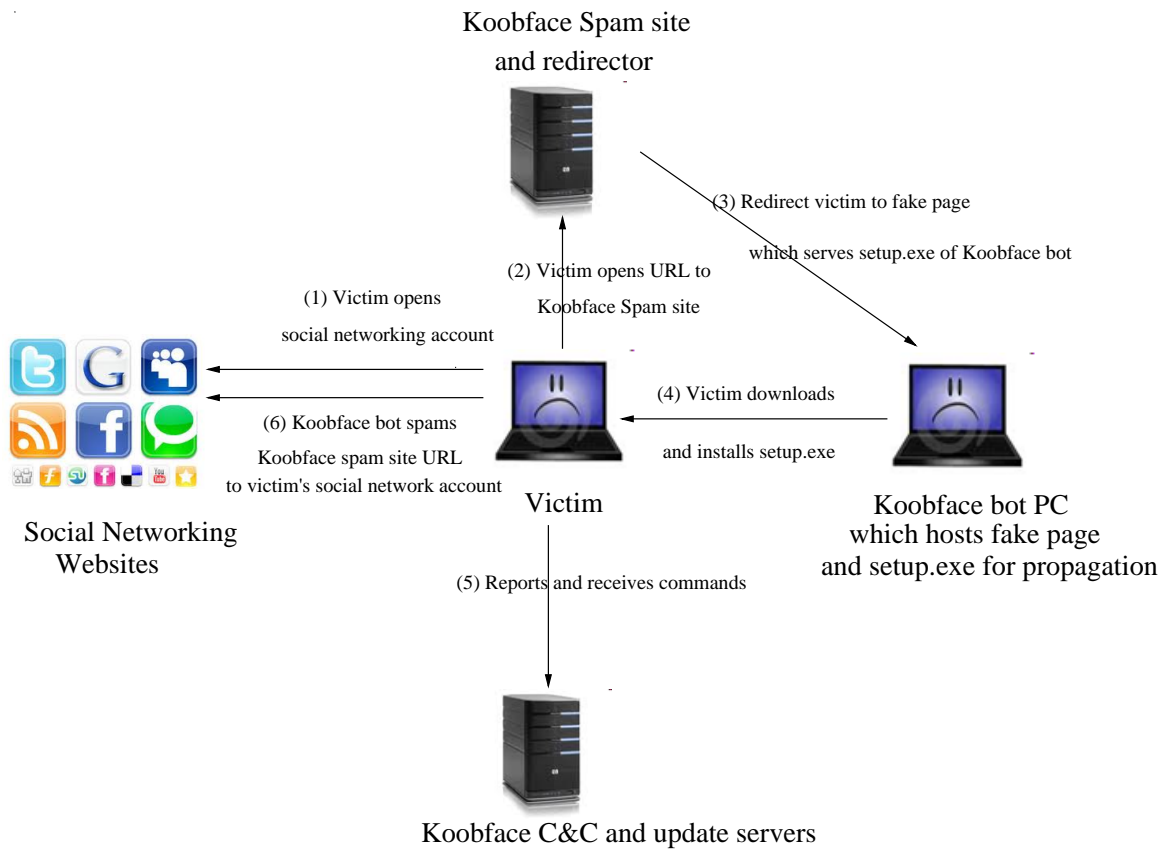 Koobface Spam site
and redirector
(3) Redirect victim to fake page
which serves setup.exe of Koobface bot
(2) Victim opens URL to
Koobface Spam site
(1) Victim opens
social networking account
(4) Victim downloads
and installs setup.exe
(6) Koobface bot spams
Koobface spam site URL
to victim's social network account
Victim
Social Networking
Websites
Koobface bot PC
which hosts fake page
and setup.exe for propagation
(5) Reports and receives commands
Koobface C&C and update servers